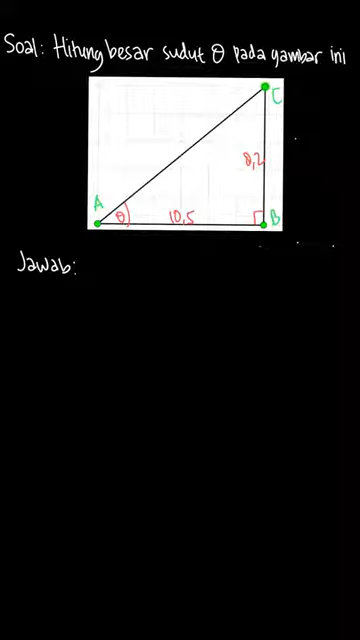 Soal: Hitung besar sudut θ pada gambar ini
C
8,2
A
θ
10,5
B
Jawab: